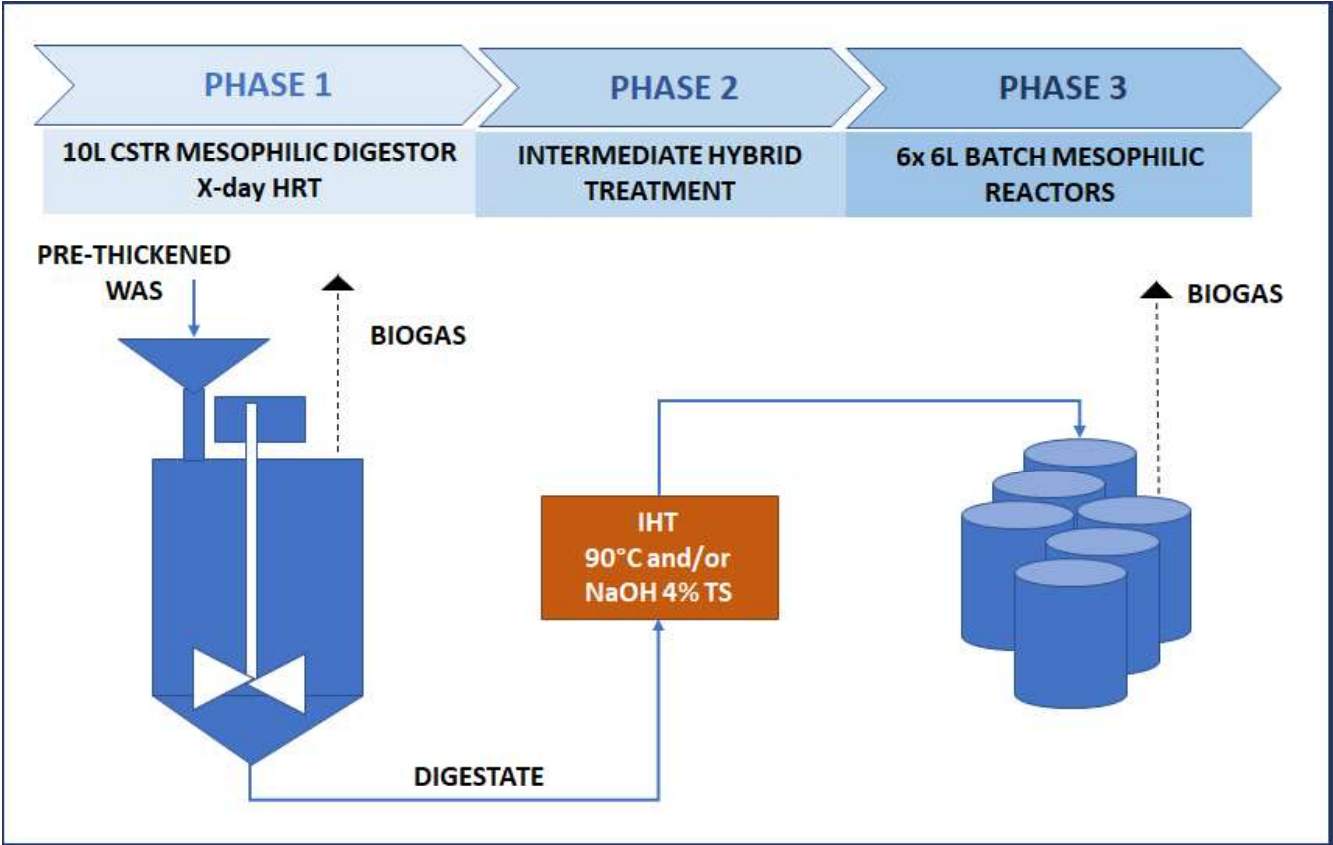 PHASE 1
PHASE 2
PHASE 3
10L CSTR MESOPHILIC DIGESTOR
X-day HRT
INTERMEDIATE HYBRID
TREATMENT
6x 6L BATCH MESOPHILIC
REACTORS
PRE-THICKENED
WAS
BIOGAS
BIOGAS
IHT
90°C and/or
NaOH 4% TS
DIGESTATE